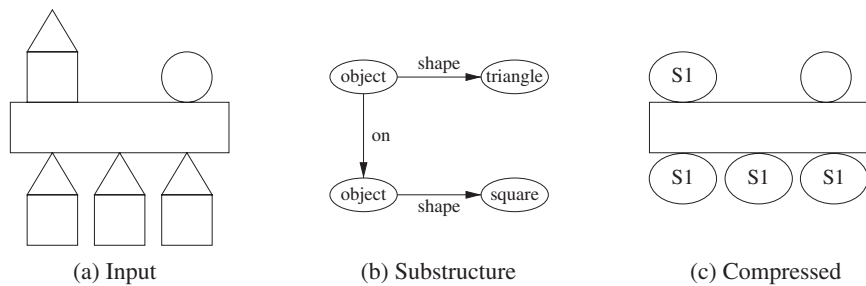 object
shape
triangle
on
object
shape
square
S1
S1
S1
S1
(a) Input
(b) Substructure
(c) Compressed